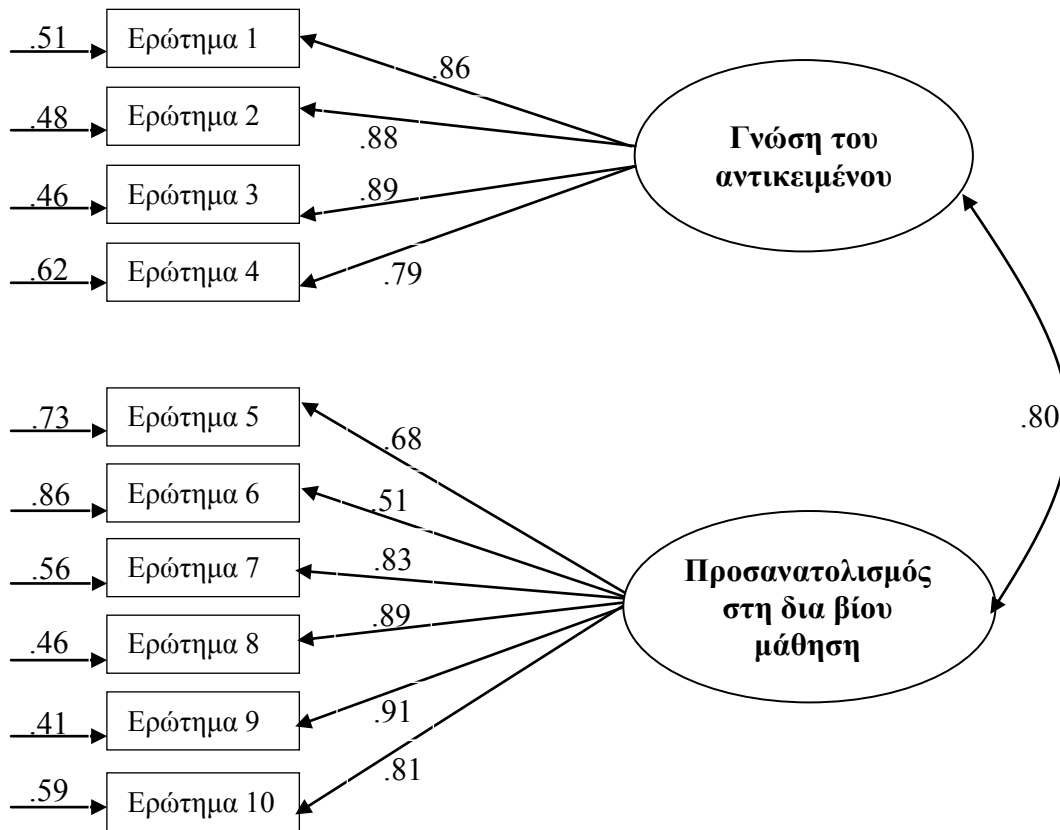 .51
Ερώτημα 1
.86
.48
Ερώτημα 2
.88
Γνώση του
αντικειμένου
.46
Ερώτημα 3
.89
.62
Ερώτημα 4
.79
.73
Ερώτημα 5
.68
.80
.86
Ερώτημα 6
.51
.56
Ερώτημα 7
.83
Προσανατολισμός
στη δια βίου
μάθηση
.46
Ερώτημα 8
.89
.41
Ερώτημα 9
.91
.59
Ερώτημα 10
.81